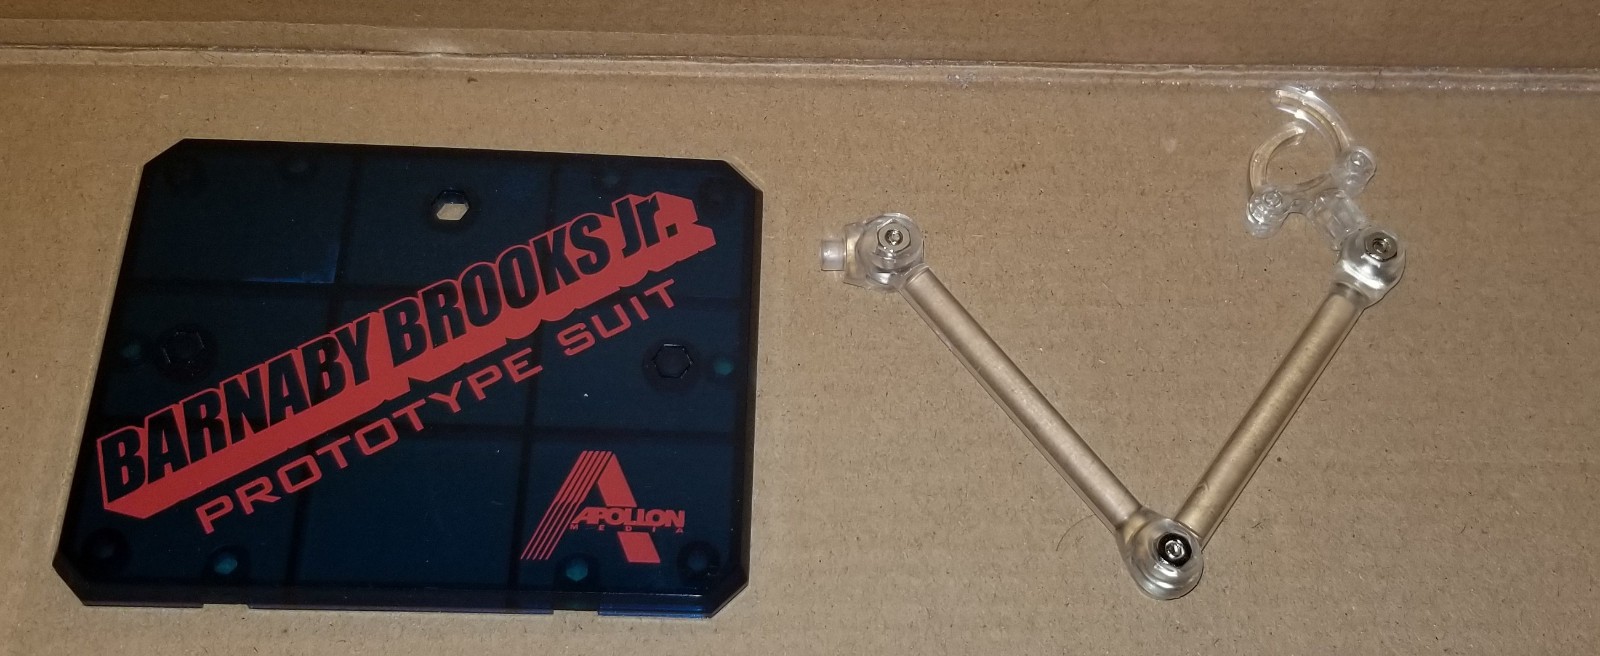 BARNABY BROOKS Jr.
PROTOTYPE SUIT
APOLLON
MEDIA